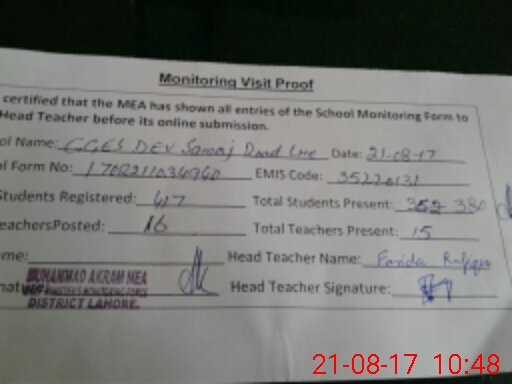 Monitoring Visit Proof
certified that the MEA has shown all entries of the School Monitoring Form to
Head Teacher before its online submission.
ol Name: GGES DEV Samaj Road Lhe Date: 21-08-17
l Form No: EMIS Code: 35220131
Students Registered: 417 Total Students Present: 352 380
eachersPosted: 16 Total Teachers Present: 15
me: Head Teacher Name: Farida
MUHAMMAD AKRAM MEA
natu Head Teacher Signature:
DISTRICT LAHORE.
21-08-17 10:48